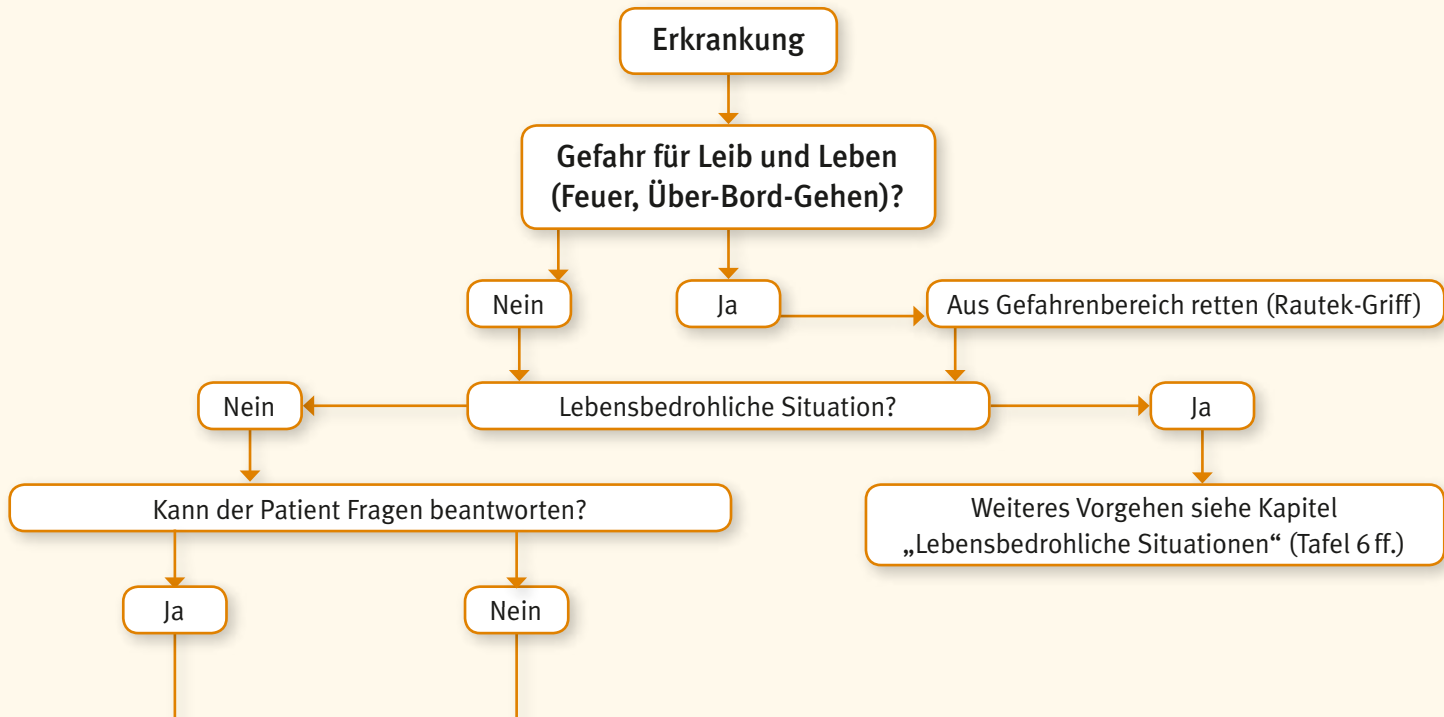 Erkrankung
Gefahr für Leib und Leben
(Feuer, Über-Bord-Gehen)?
Nein
Ja
Aus Gefahrenbereich retten (Rautek-Griff)
Nein
Lebensbedrohliche Situation?
Ja
Kann der Patient Fragen beantworten?
Weiteres Vorgehen siehe Kapitel
„Lebensbedrohliche Situationen“ (Tafel 6 ff.)
Ja
Nein